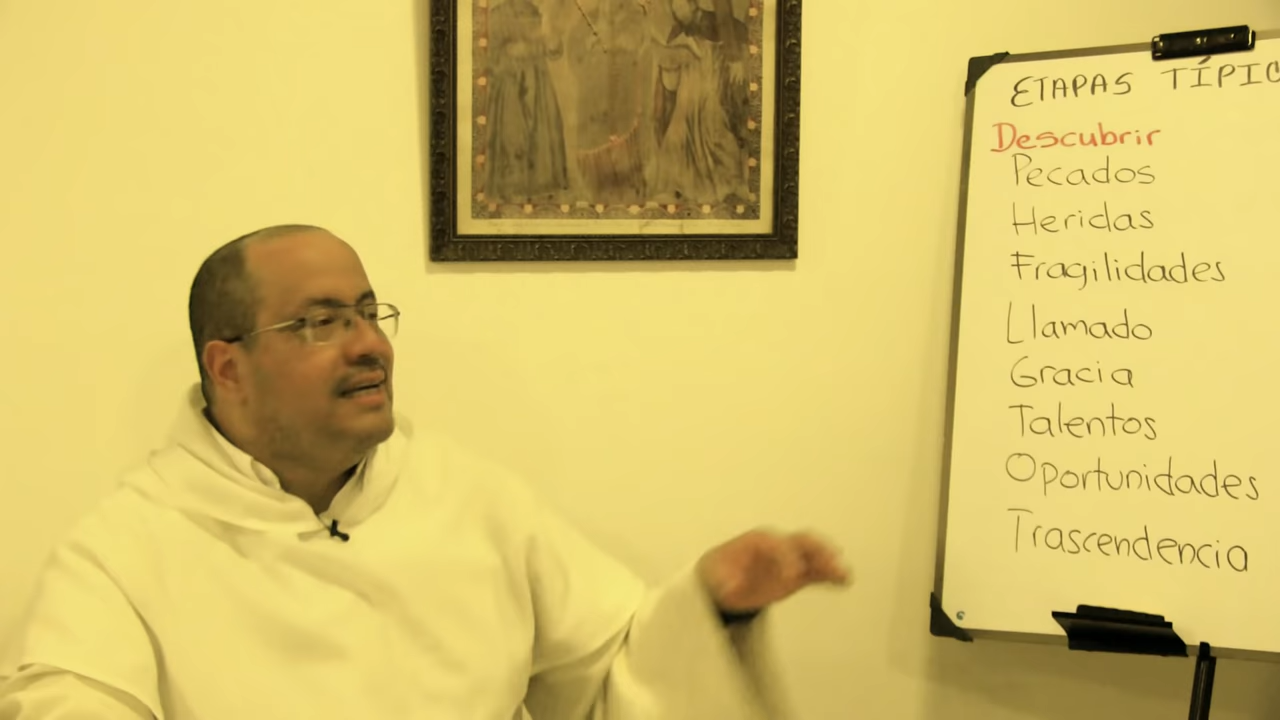 ETAPAS TÍPIC
Descubrir
Pecados
Heridas
Fragilidades
Llamado
Gracia
Talentos
Oportunidades
Trascendencia